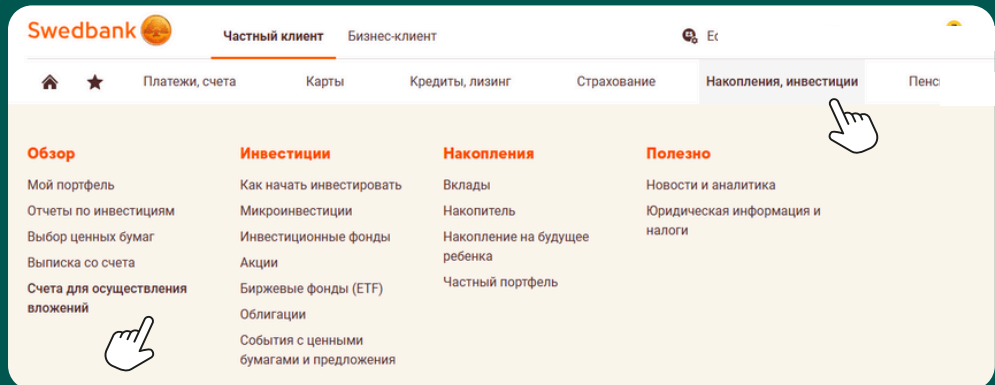 Swedbank
Частный клиент
Бизнес-клиент
Платежи, счета
Карты
Кредиты, лизинг
Страхование
Накопления, инвестиции
Обзор
Мой портфель
Отчеты по инвестициям
Выбор ценных бумаг
Выписка со счета
Счета для осуществления
вложений
Инвестиции
Как начать инвестировать
Микроинвестиции
Инвестиционные фонды
Акции
Биржевые фонды (ETF)
Облигации
События с ценными
бумагами и предложения
Накопления
Вклады
Накопитель
Накопление на будущее
ребенка
Частный портфель
Полезно
Новости и аналитика
Юридическая информация и
налоги